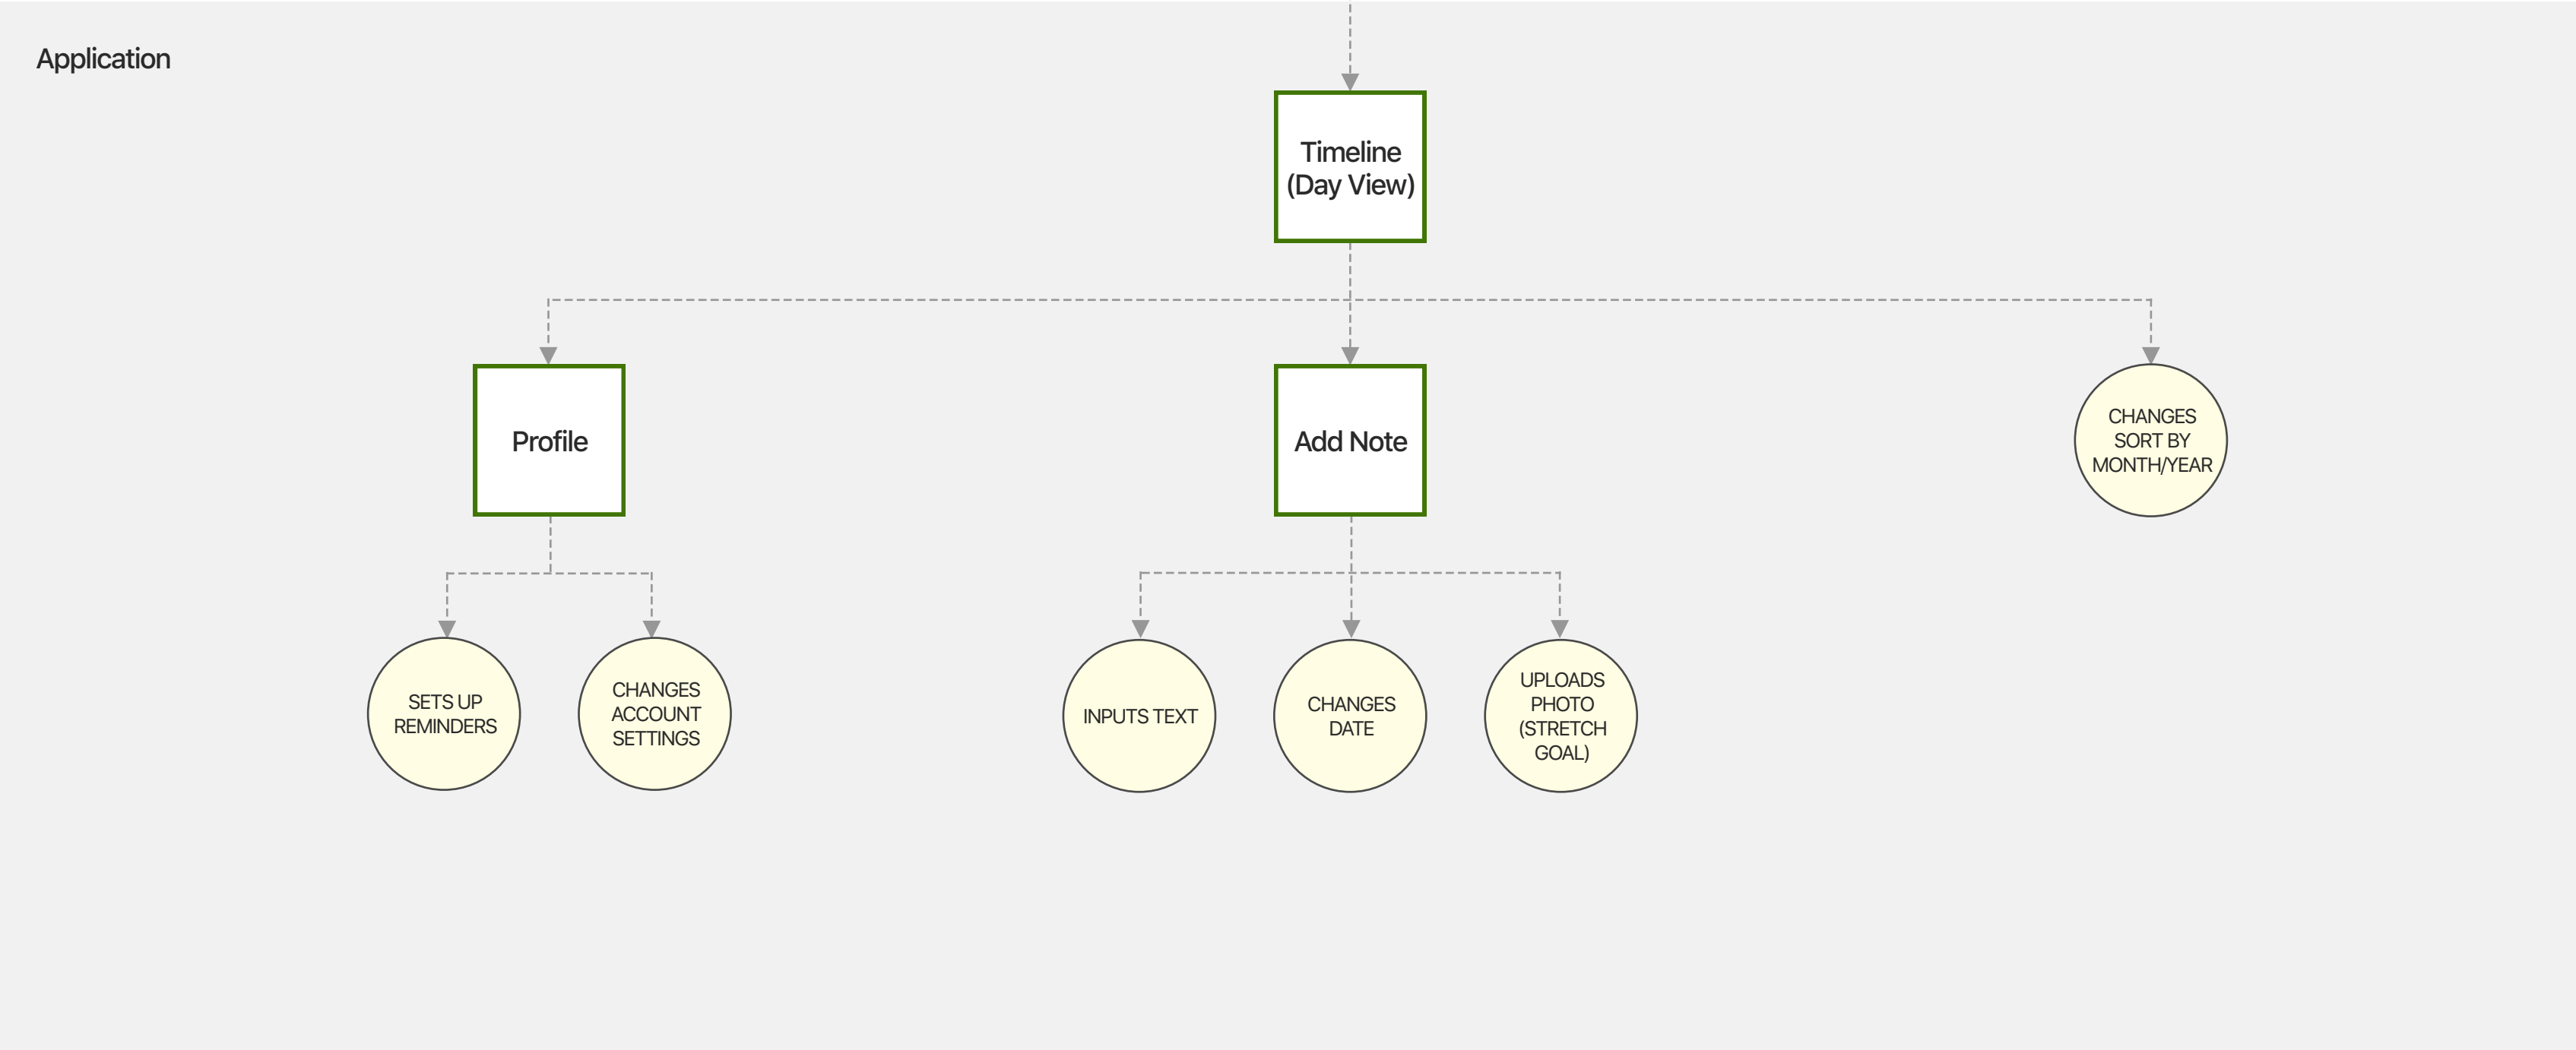 Application
Timeline
(Day View)
Profile
Add Note
CHANGES
SORT BY
MONTH/YEAR
SETS UP
REMINDERS
CHANGES
ACCOUNT
SETTINGS
INPUTS TEXT
CHANGES
DATE
UPLOADS
PHOTO
(STRETCH
GOAL)